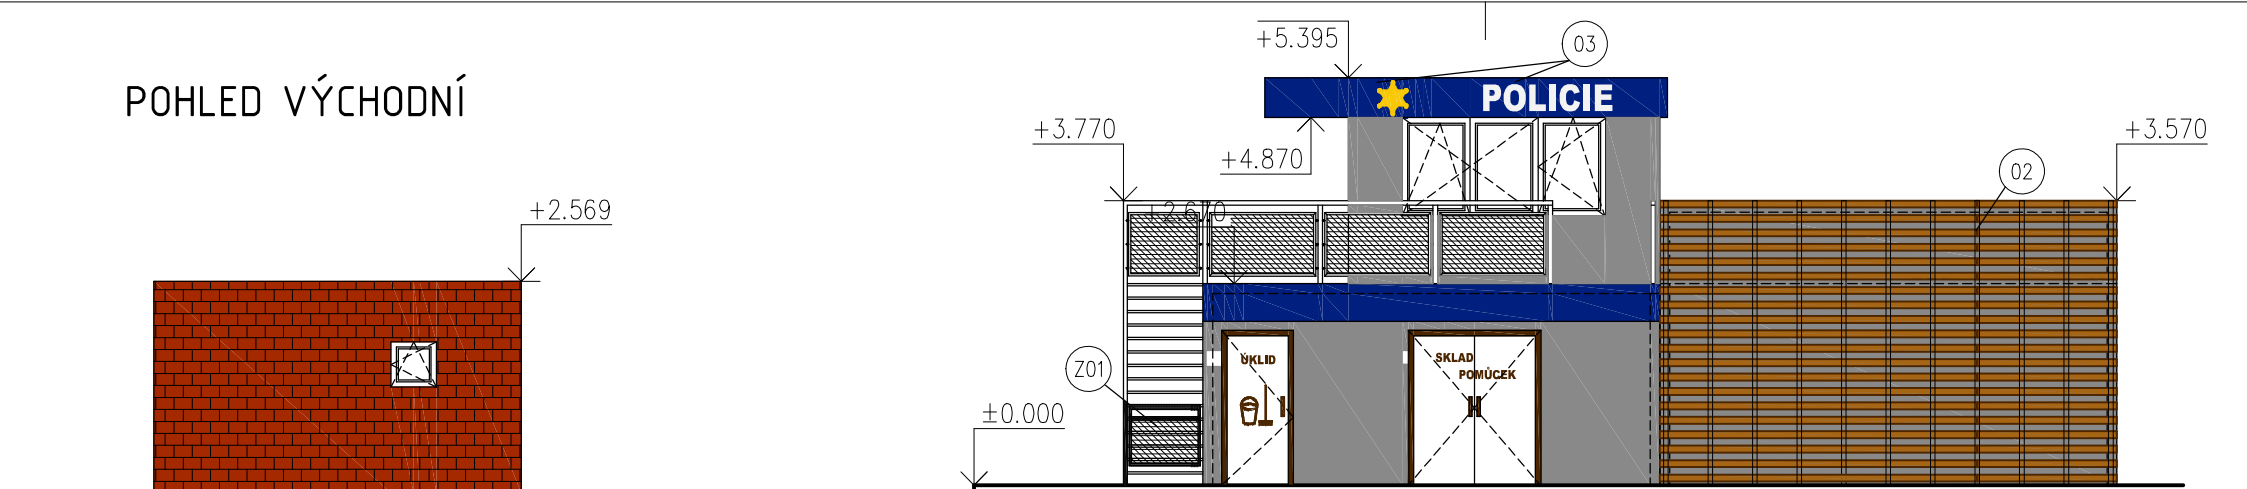 POHLED VÝCHODNÍ
+5.395
03
POLICIE
+3.770
+4.870
+3.570
02
+2.569
+2.670
Z01
ÚKLID
SKLAD
POMŮCEK
±0.000